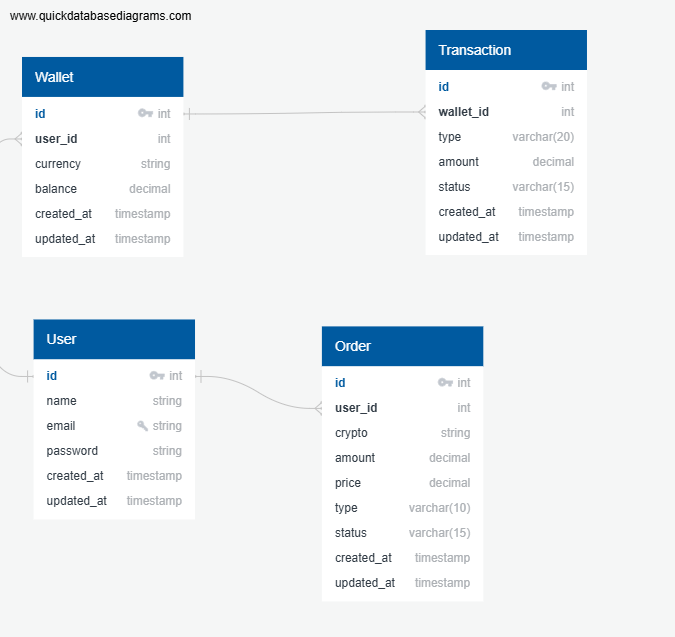 www.quickdatabasediagrams.com
Wallet
id int
user_id int
currency string
balance decimal
created_at timestamp
updated_at timestamp
Transaction
id int
wallet_id int
type varchar(20)
amount decimal
status varchar(15)
created_at timestamp
updated_at timestamp
User
id int
name string
email string
password string
created_at timestamp
updated_at timestamp
Order
id int
user_id int
crypto string
amount decimal
price decimal
type varchar(10)
status varchar(15)
created_at timestamp
updated_at timestamp